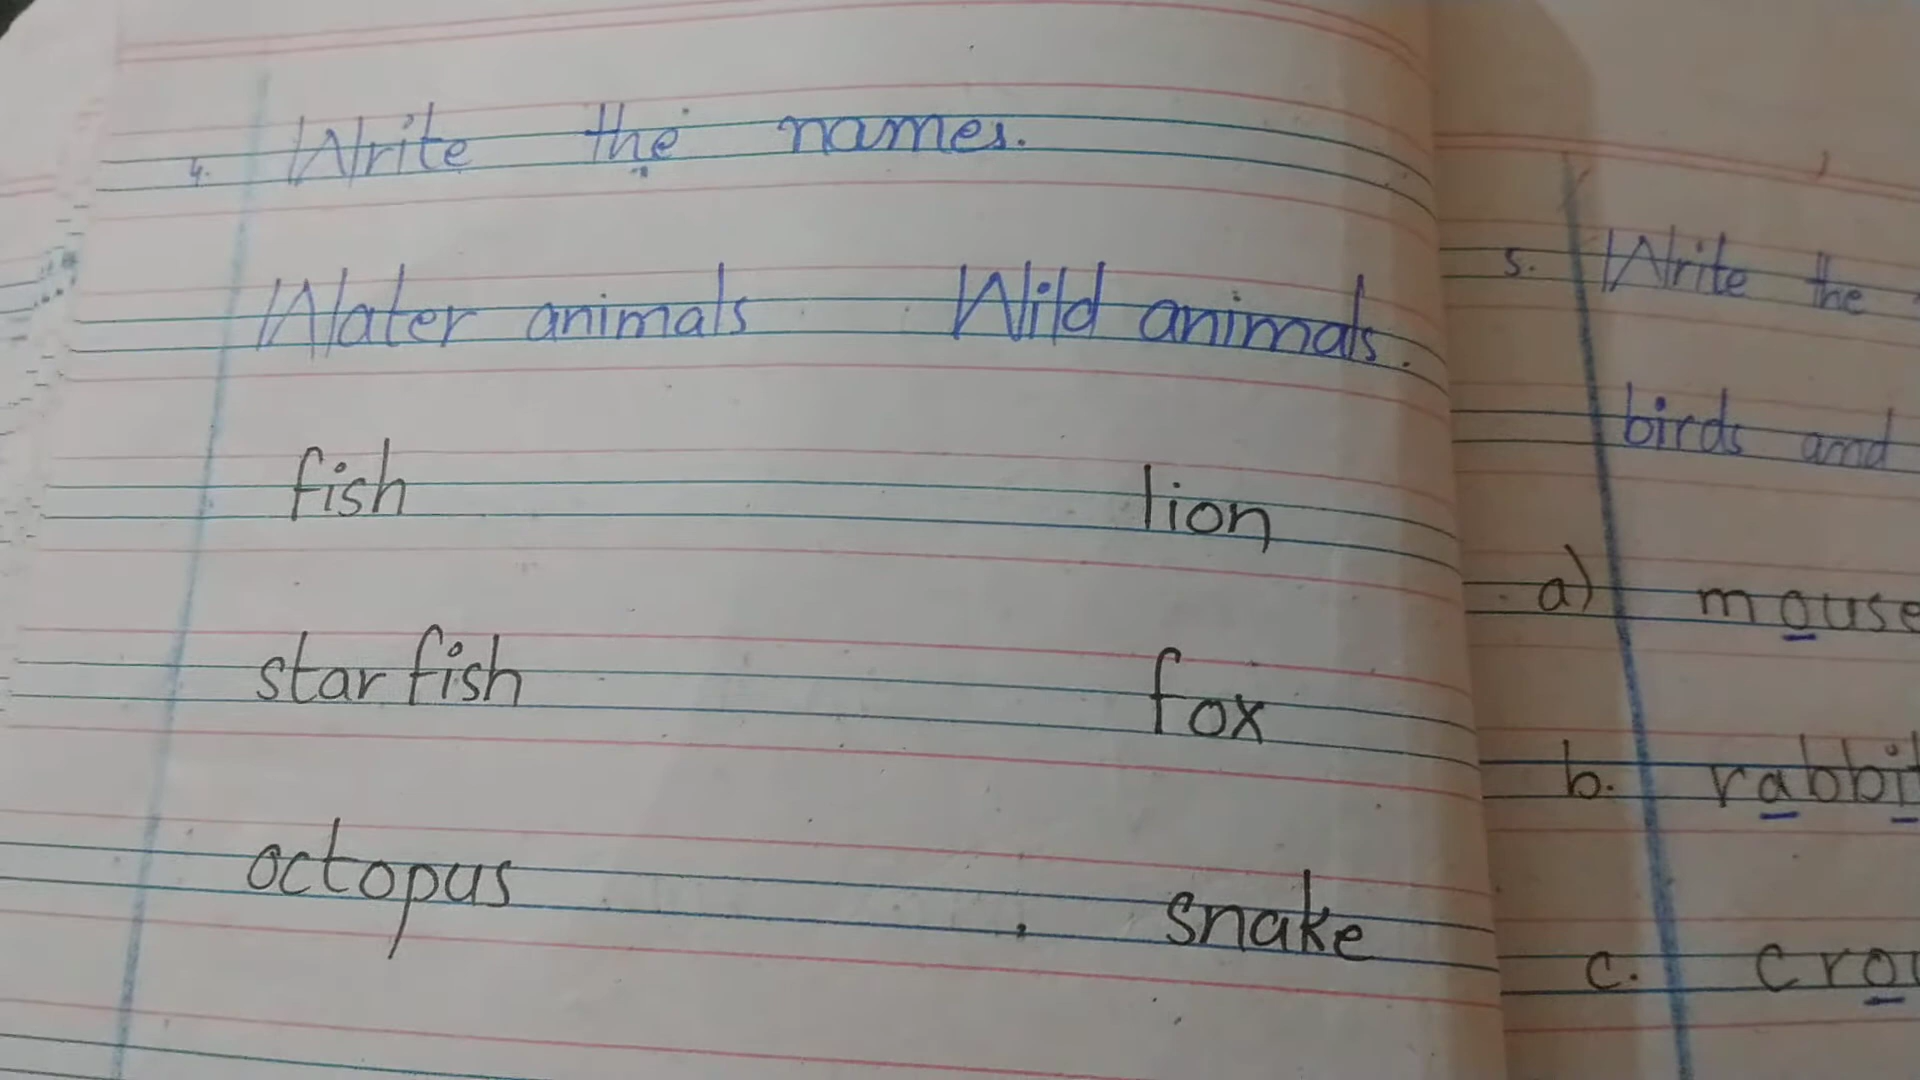 4. Write the names.
Water animals Wild animals.
fish lion
star fish fox
octopus snake
5. Write the
birds and
a) mouse
b. rabbi
c. cro